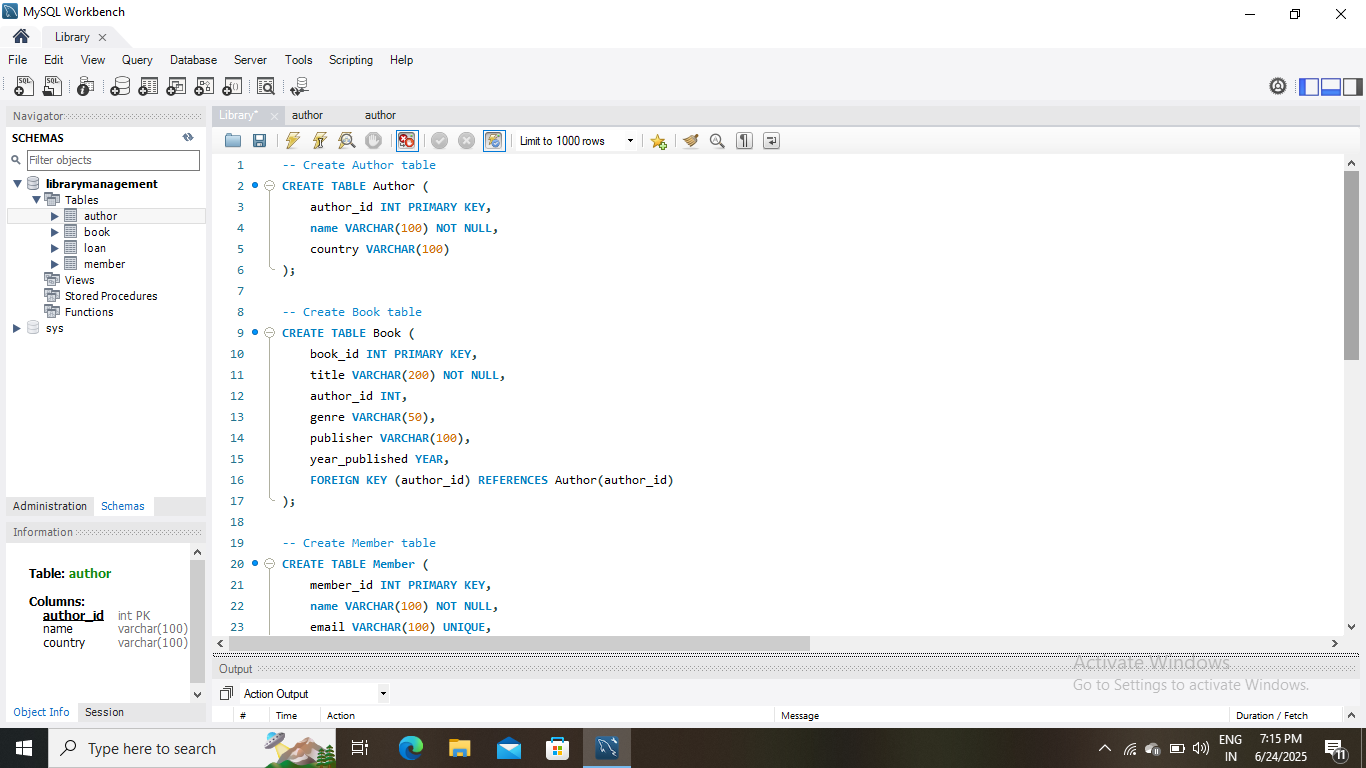 MySQL Workbench
Library
File Edit View Query Database Server Tools Scripting Help
Navigator
SCHEMAS
Filter objects
librarymanagement
Tables
author
book
loan
member
Views
Stored Procedures
Functions
sys
Administration Schemas
Information
Table: author
Columns:
author_id int PK
name varchar(100)
country varchar(100)
Object Info Session
Library* author author
Limit to 1000 rows
1 -- Create Author table
2 CREATE TABLE Author (
3 author_id INT PRIMARY KEY,
4 name VARCHAR(100) NOT NULL,
5 country VARCHAR(100)
6 );
7
8 -- Create Book table
9 CREATE TABLE Book (
10 book_id INT PRIMARY KEY,
11 title VARCHAR(200) NOT NULL,
12 author_id INT,
13 genre VARCHAR(50),
14 publisher VARCHAR(100),
15 year_published YEAR,
16 FOREIGN KEY (author_id) REFERENCES Author(author_id)
17 );
18
19 -- Create Member table
20 CREATE TABLE Member (
21 member_id INT PRIMARY KEY,
22 name VARCHAR(100) NOT NULL,
23 email VARCHAR(100) UNIQUE,
Output
Action Output
# Time Action Message Duration / Fetch
Activate Windows
Go to Settings to activate Windows.
Type here to search
ENG
IN
7:15 PM
6/24/2025
11